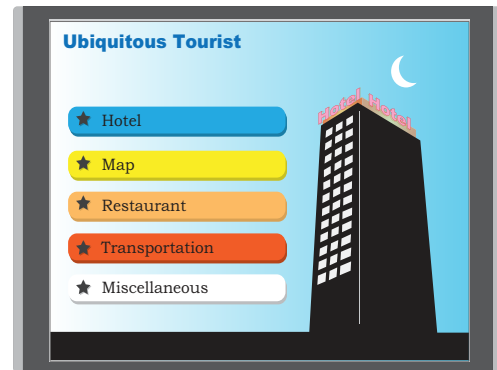 Ubiquitous Tourist
Hotel Hotel
Hotel
Map
Restaurant
Transportation
Miscellaneous